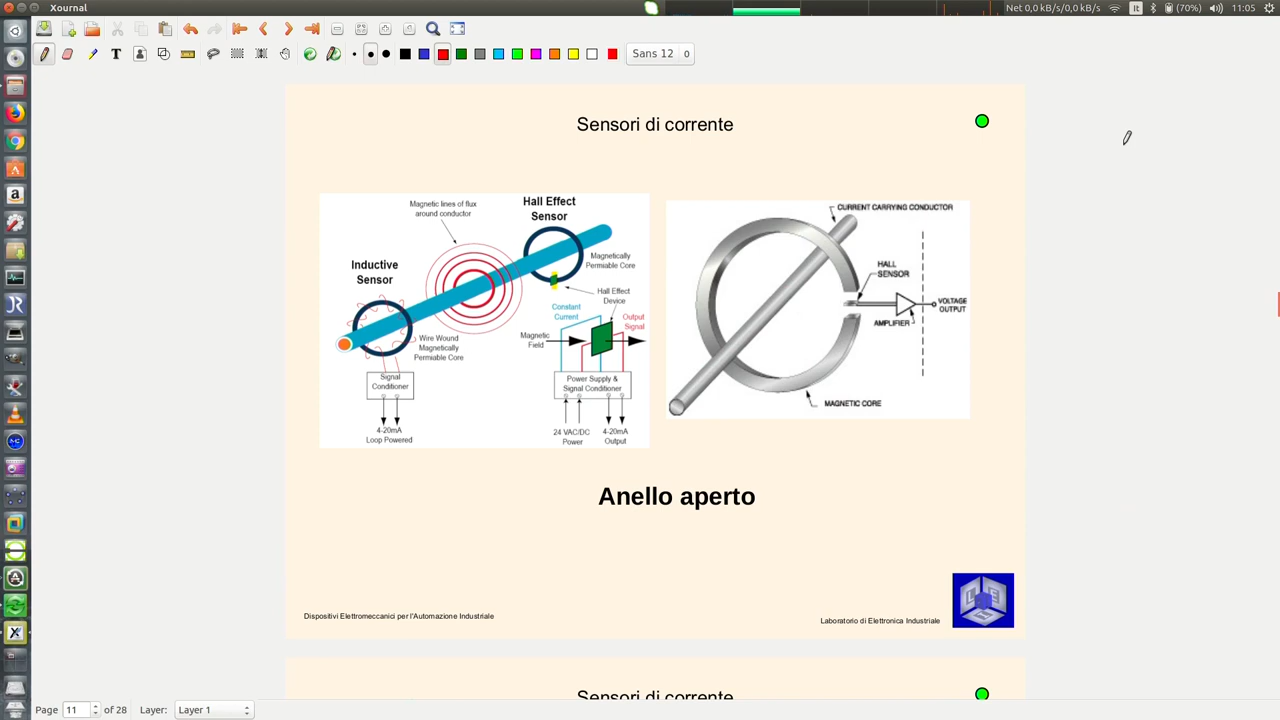 Xournal
Net 0,0 kB/s/0,0 kB/s
It
(70%)
11:05
T
Sans 12
Sensori di corrente
Magnetic lines of flux
around conductor
Hall Effect
Sensor
Inductive
Sensor
Magnetically
Permiable Core
Hall Effect
Device
Constant
Current
Output
Signal
Magnetic
Field
Wire Wound
Magnetically
Permiable Core
Signal
Conditioner
Power Supply &
Signal Conditioner
4-20mA
Loop Powered
24 VAC/DC
Power
4-20mA
Output
CURRENT CARRYING CONDUCTOR
HALL
SENSOR
VOLTAGE
OUTPUT
AMPLIFIER
MAGNETIC CORE
Anello aperto
Dispositivi Elettromeccanici per l'Automazione Industriale
Laboratorio di Elettronica Industriale
Sensori di corrente
Page 11 of 28 Layer: Layer 1